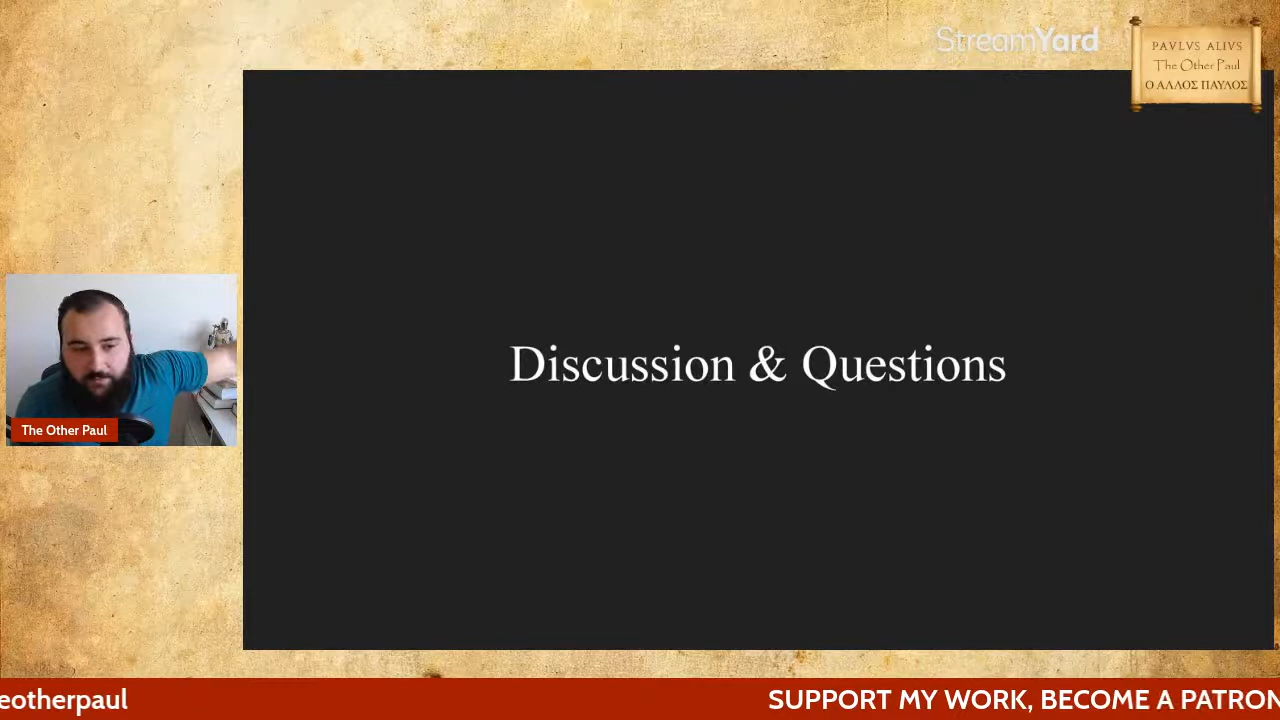 StreamYard
PAVLVS ALIVS
The Other Paul
Ο ΑΛΛΟΣ ΠΑΥΛΟΣ
Discussion & Questions
The Other Paul
eotherpaul
SUPPORT MY WORK, BECOME A PATRON